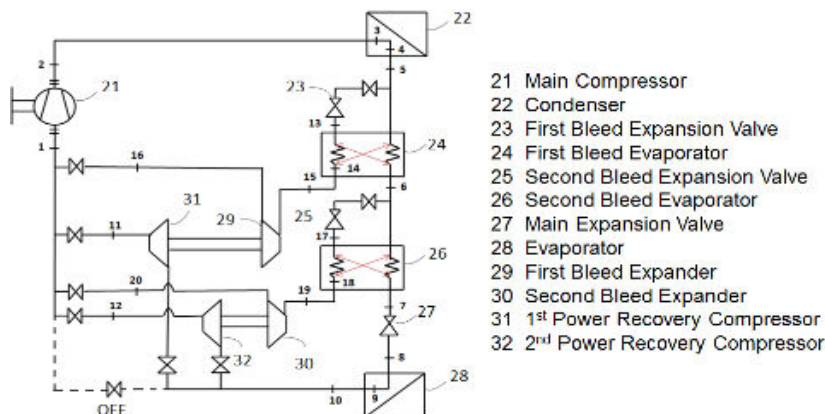 3
22
4
2
5
21
23
21 Main Compressor
22 Condenser
13
23 First Bleed Expansion Valve
1
24
24 First Bleed Evaporator
16
14
15
25 Second Bleed Expansion Valve
31
29
25
6
26 Second Bleed Evaporator
11
17
27 Main Expansion Valve
26
28 Evaporator
20
19
18
29 First Bleed Expander
12
7
27
30 Second Bleed Expander
31 1st Power Recovery Compressor
32
30
8
32 2nd Power Recovery Compressor
10
9
28
OFF